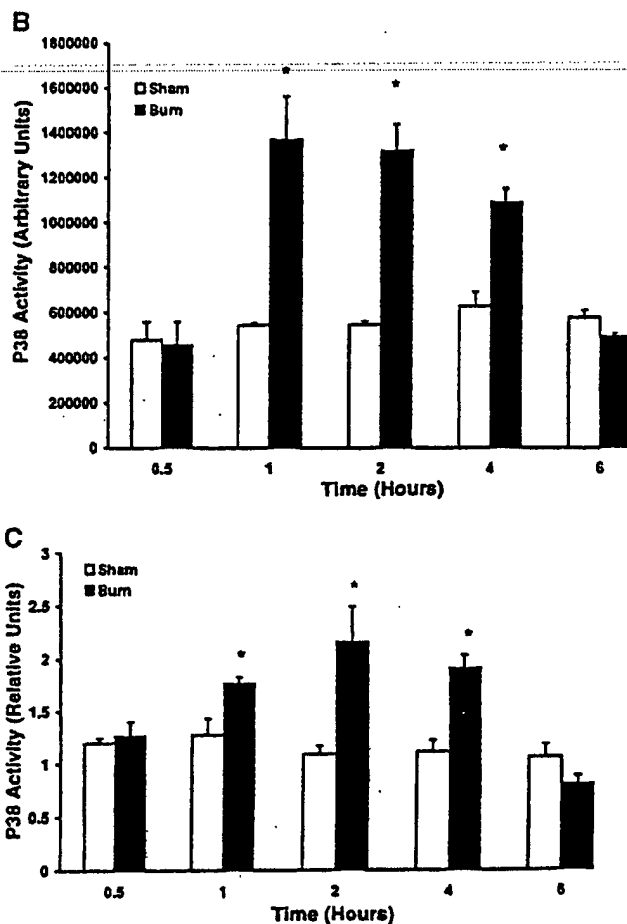 B
P38 Activity (Arbitrary Units)
1800000
1600000
1400000
1200000
1000000
800000
600000
400000
200000
0
Sham
Burn
*
*
*
0.5 1 2 4 6
Time (Hours)
C
P38 Activity (Relative Units)
3
2.5
2
1.5
1
0.5
0
Sham
Burn
*
*
*
0.5 1 2 4 6
Time (Hours)